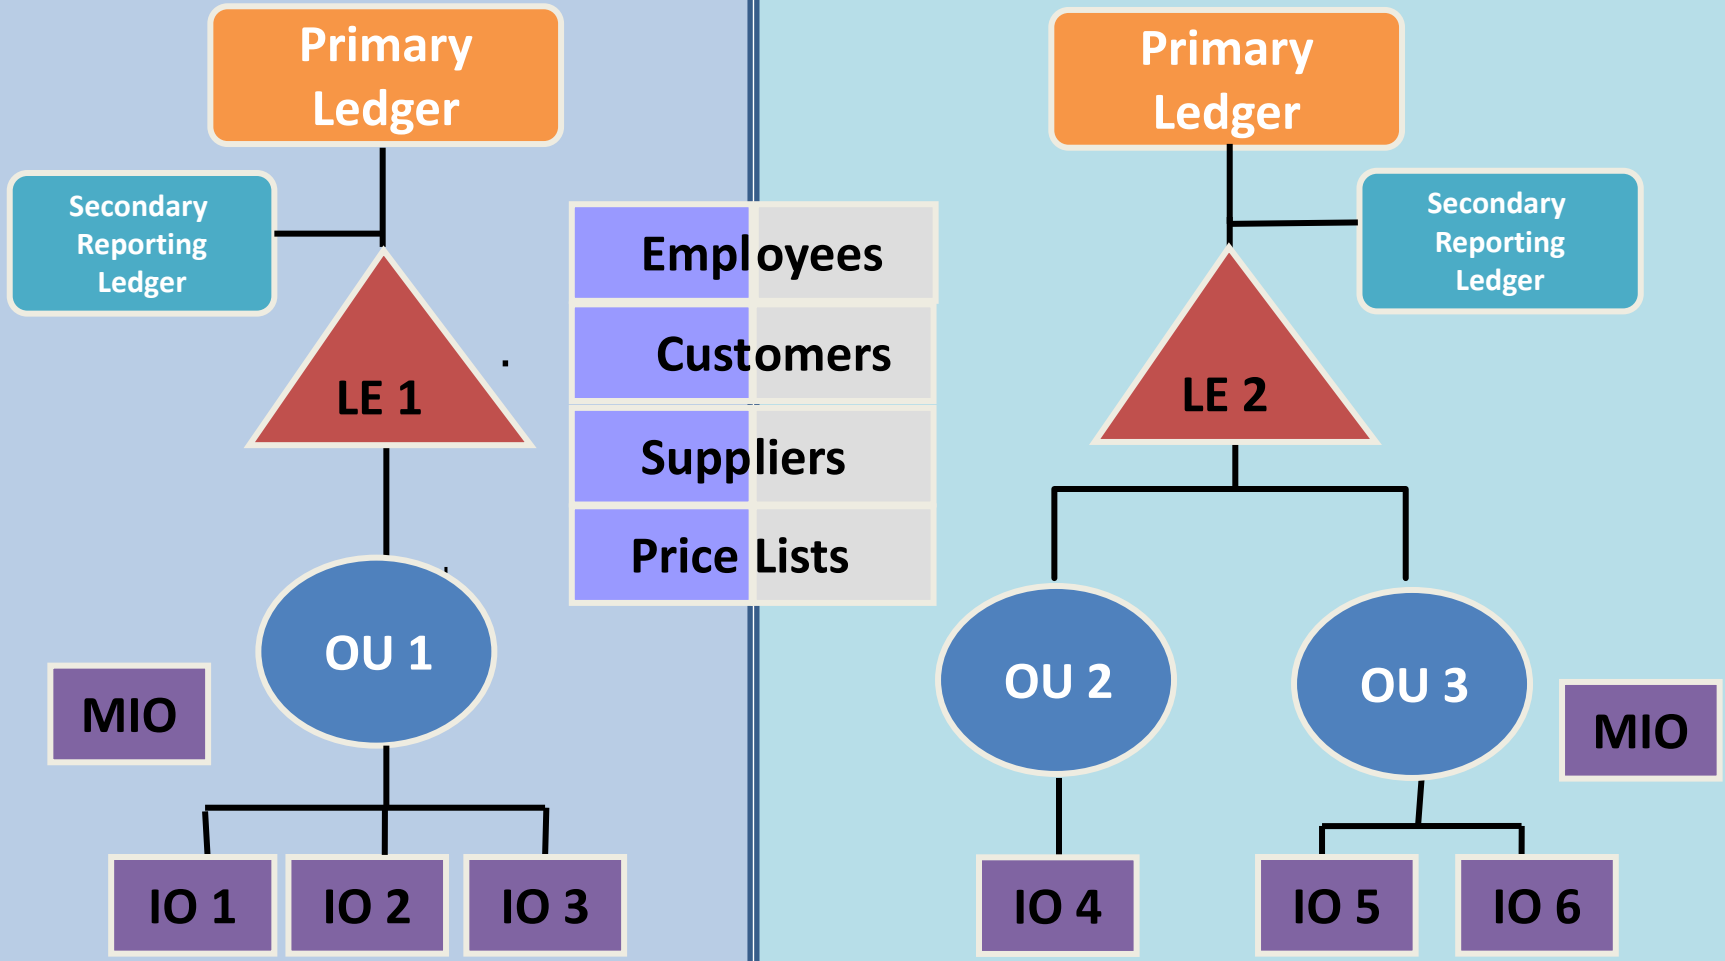 Primary
Ledger
Secondary
Reporting
Ledger
LE 1
OU 1
MIO
IO 1
IO 2
IO 3
Employees
Customers
Suppliers
Price Lists
Primary
Ledger
Secondary
Reporting
Ledger
LE 2
OU 2
OU 3
MIO
IO 4
IO 5
IO 6